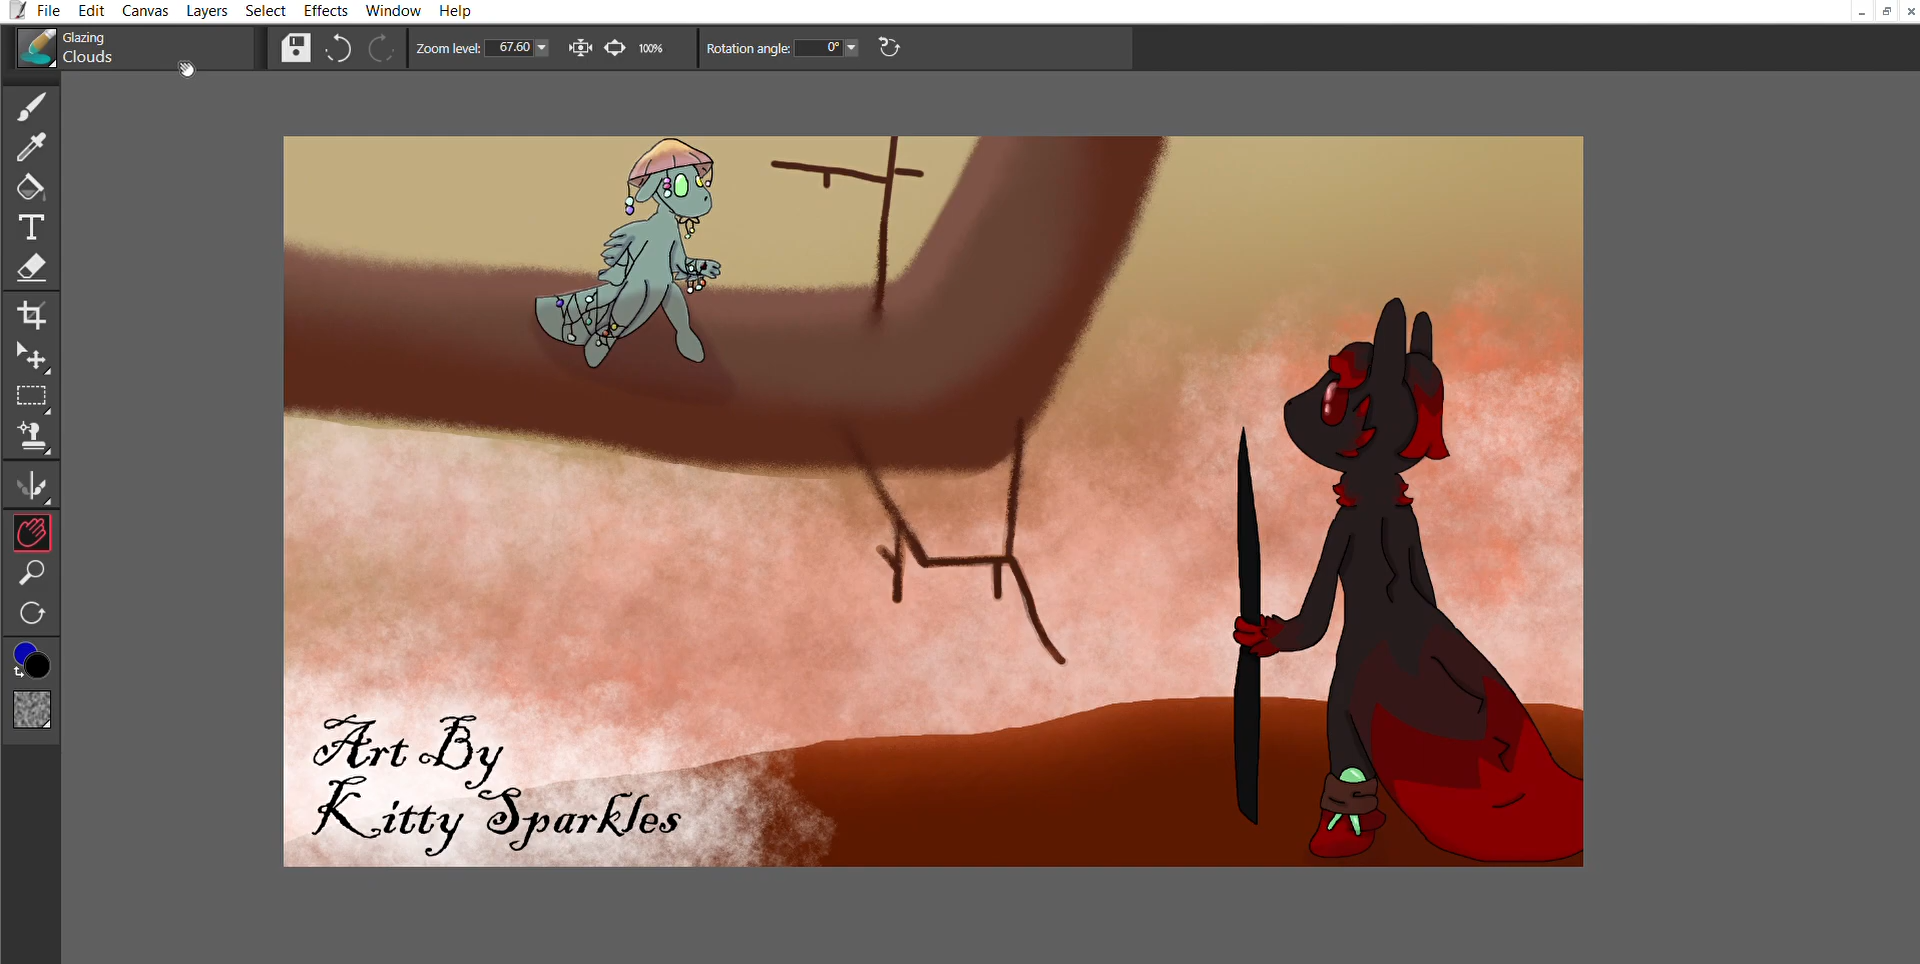 File Edit Canvas Layers Select Effects Window Help
Glazing
Clouds
Zoom level: 67.60
100%
Rotation angle: 0°
T
Art By
Kitty Sparkles